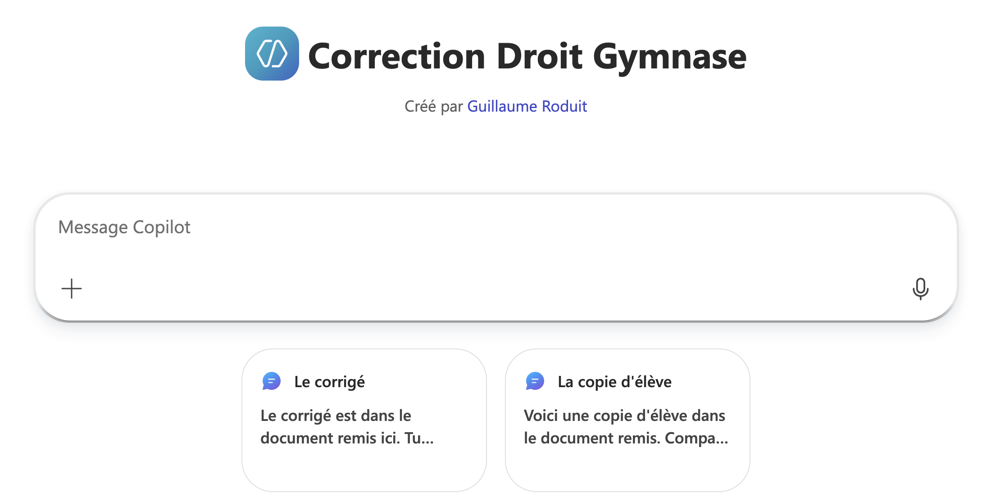 Correction Droit Gymnase
Créé par Guillaume Roduit
Message Copilot
Le corrigé
Le corrigé est dans le
document remis ici. Tu...
La copie d'élève
Voici une copie d'élève dans
le document remis. Compa...